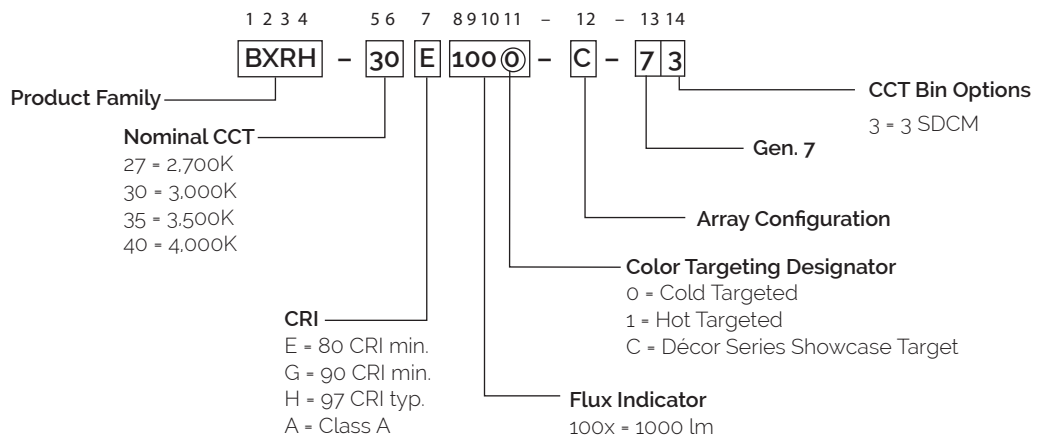 1 2 3 4 5 6 7 8 9 10 11 – 12 – 13 14
BXRH – 30 E 100 0 – C – 7 3
Product Family
CCT Bin Options
3 = 3 SDCM
Nominal CCT
27 = 2,700K
30 = 3,000K
35 = 3,500K
40 = 4,000K
Gen. 7
Array Configuration
Color Targeting Designator
0 = Cold Targeted
1 = Hot Targeted
C = Décor Series Showcase Target
CRI
E = 80 CRI min.
G = 90 CRI min.
H = 97 CRI typ.
A = Class A
Flux Indicator
100x = 1000 lm